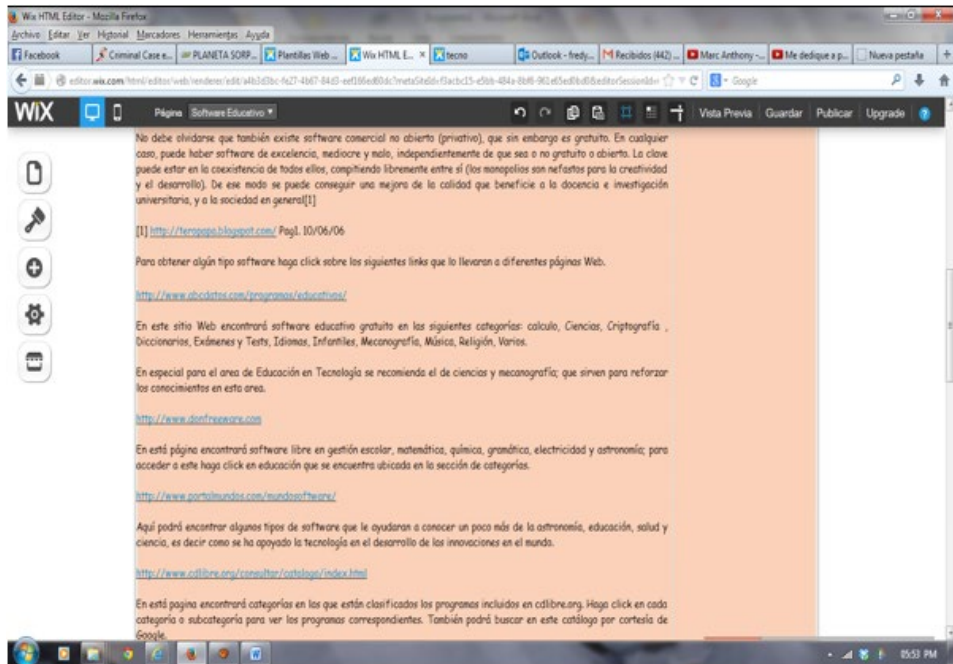 Wix HTML Editor - Mozilla Firefox
Archivo Editar Ver Historial Marcadores Herramientas Ayuda
Facebook Criminal Case e... PLANETA SORP... Plantillas Web ... Wix HTML E... × tecno Outlook - fredy... Recibidos (442) ... Marc Anthony -... Me dedique a p... Nueva pestaña +
Google
WiX Página Software Educativo Vista Previa Guardar Publicar Upgrade ?
No debe olvidarse que también existe software comercial no abierto (privativo), que sin embargo es gratuito. En cualquier
caso, puede haber software de excelencia, mediocre y malo, independientemente de que sea o no gratuito o abierto. La clave
puede estar en la coexistencia de todos ellos, compitiendo libremente entre sí (los monopolios son nefastos para la creatividad
y el desarrollo). De ese modo se puede conseguir una mejora de la calidad que beneficie a la docencia e investigación
universitaria, y a la sociedad en general[1]
[1] http://teropapa.blogspot.com/ Pag1. 10/06/06
Para obtener algún tipo software haga click sobre los siguientes links que lo llevaran a diferentes páginas Web.
http://www.abcdatos.com/programas/educativos/
En este sitio Web encontrará software educativo gratuito en las siguientes categorías: calculo, Ciencias, Criptografía ,
Diccionarios, Exámenes y Tests, Idiomas, Infantiles, Mecanografía, Música, Religión, Varios.
En especial para el area de Educación en Tecnología se recomienda el de ciencias y mecanografía; que sirven para reforzar
los conocimientos en esta area.
http://www.donfreeware.com
En está página encontrará software libre en gestión escolar, matemática, química, gramática, electricidad y astronomía; para
acceder a este haga click en educación que se encuentra ubicada en la sección de categorías.
http://www.portalmundos.com/mundosoftware/
Aquí podrá encontrar algunos tipos de software que le ayudaran a conocer un poco más de la astronomía, educación, salud y
ciencia, es decir como se ha apoyado la tecnología en el desarrollo de las innovaciones en el mundo.
http://www.cdlibre.org/consultar/catalogo/index.html
En está pagina encontrará categorías en las que están clasificados los programas incluidos en cdlibre.org. Haga click en cada
categoría o subcategoría para ver los programas correspondientes. También podrá buscar en este catálogo por cortesía de
Google.
05:53 PM